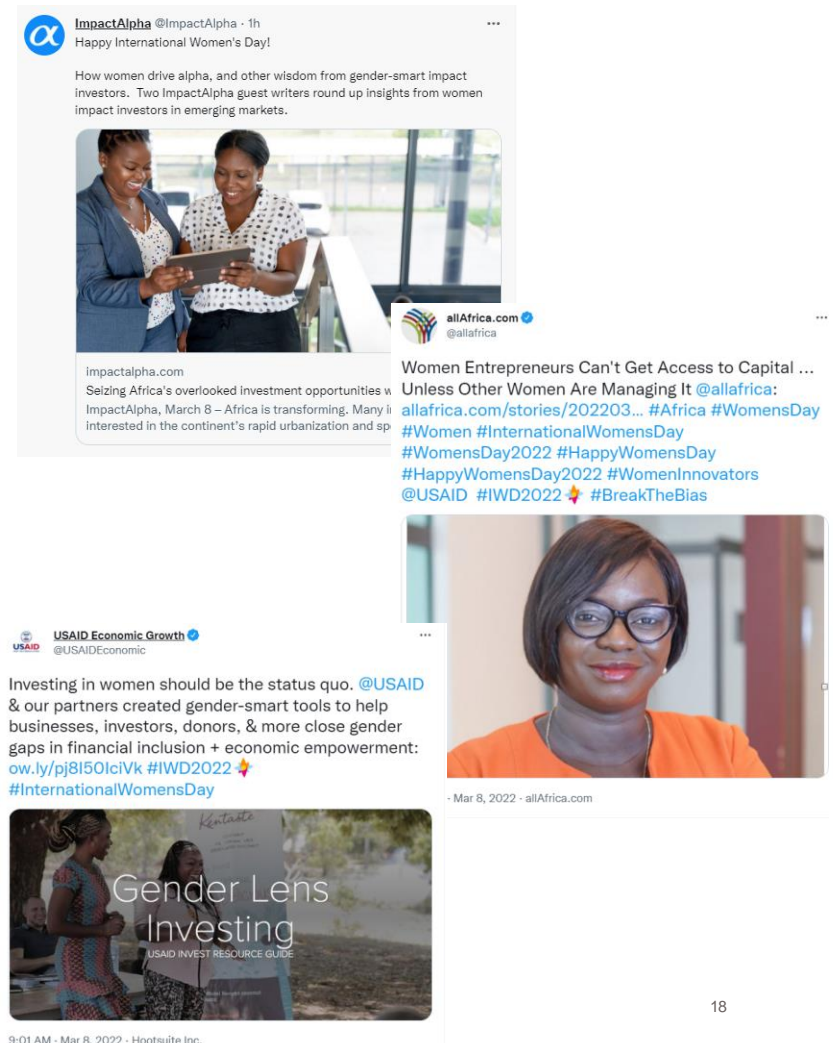 ImpactAlpha @ImpactAlpha · 1h
Happy International Women's Day!
How women drive alpha, and other wisdom from gender-smart impact
investors. Two ImpactAlpha guest writers round up insights from women
impact investors in emerging markets.
impactalpha.com
Seizing Africa's overlooked investment opportunities w
ImpactAlpha, March 8 – Africa is transforming. Many i
interested in the continent's rapid urbanization and sp
allAfrica.com
@allafrica
Women Entrepreneurs Can't Get Access to Capital ...
Unless Other Women Are Managing It @allafrica:
allafrica.com/stories/202203... #Africa #WomensDay
#Women #InternationalWomensDay
#WomensDay2022 #HappyWomensDay
#HappyWomensDay2022 #WomenInnovators
@USAID #IWD2022 #BreakTheBias
- Mar 8, 2022 · allAfrica.com
USAID
USAID Economic Growth
@USAIDEconomic
Investing in women should be the status quo. @USAID
& our partners created gender-smart tools to help
businesses, investors, donors, & more close gender
gaps in financial inclusion + economic empowerment:
ow.ly/pj8I50IciVk #IWD2022
#InternationalWomensDay
Kentaste
Gender Lens
Investing
USAID INVEST RESOURCE GUIDE
9:01 AM · Mar 8, 2022 · Hootsuite Inc.
18